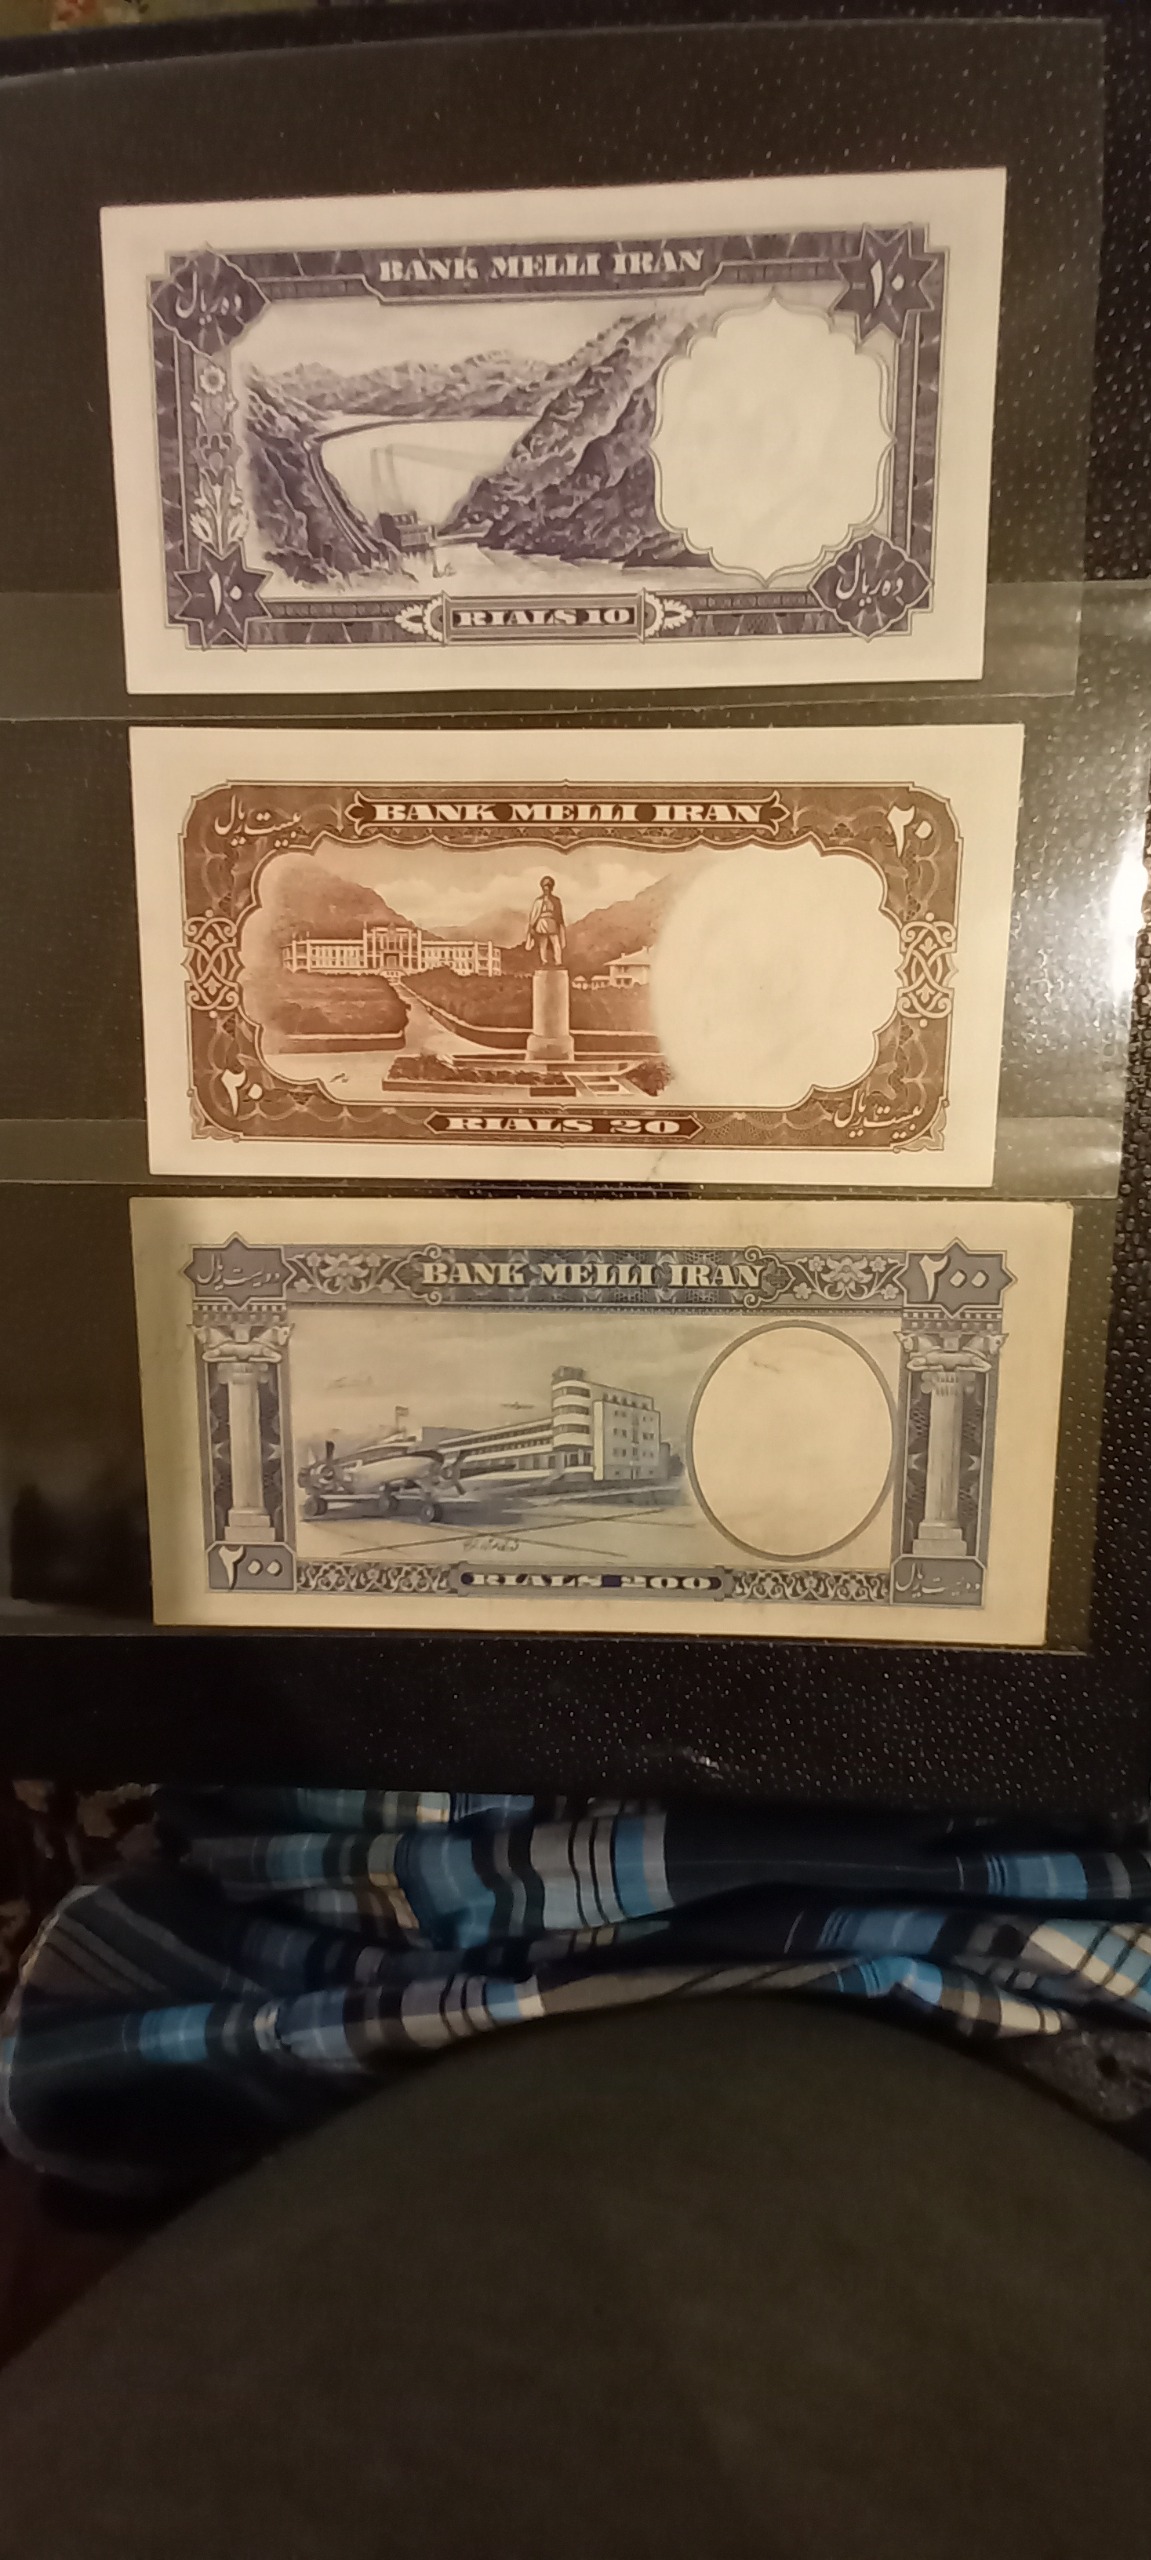 BANK MELLI IRAN
ده ریال
۱۰
۱۰
RIALS 10
ده ریال
BANK MELLI IRAN
بیست ریال
۲۰
۲۰
RIALS 20
بیست ریال
BANK MELLI IRAN
دویست ریال
۲۰۰
۲۰۰
RIALS 200
دویست ریال